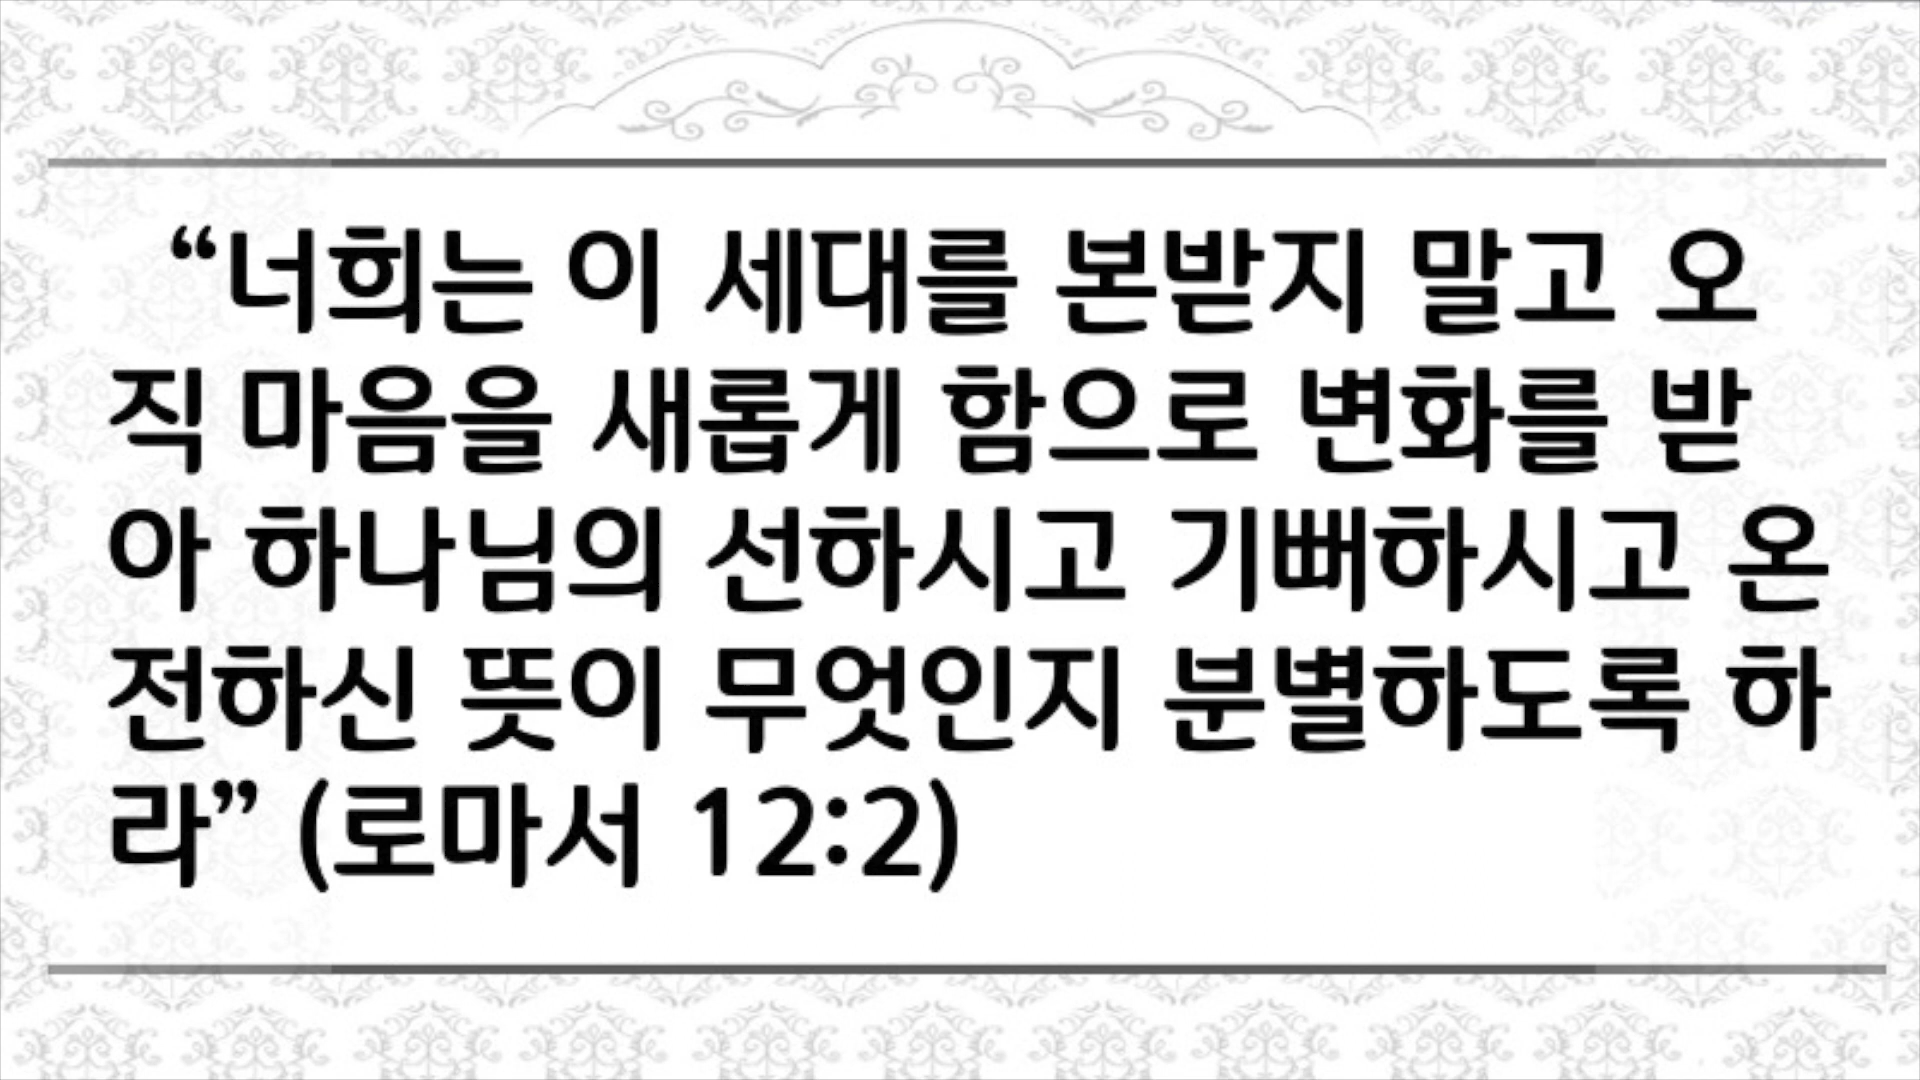 “너희는 이 세대를 본받지 말고 오
직 마음을 새롭게 함으로 변화를 받
아 하나님의 선하시고 기뻐하시고 온
전하신 뜻이 무엇인지 분별하도록 하
라” (로마서 12:2)